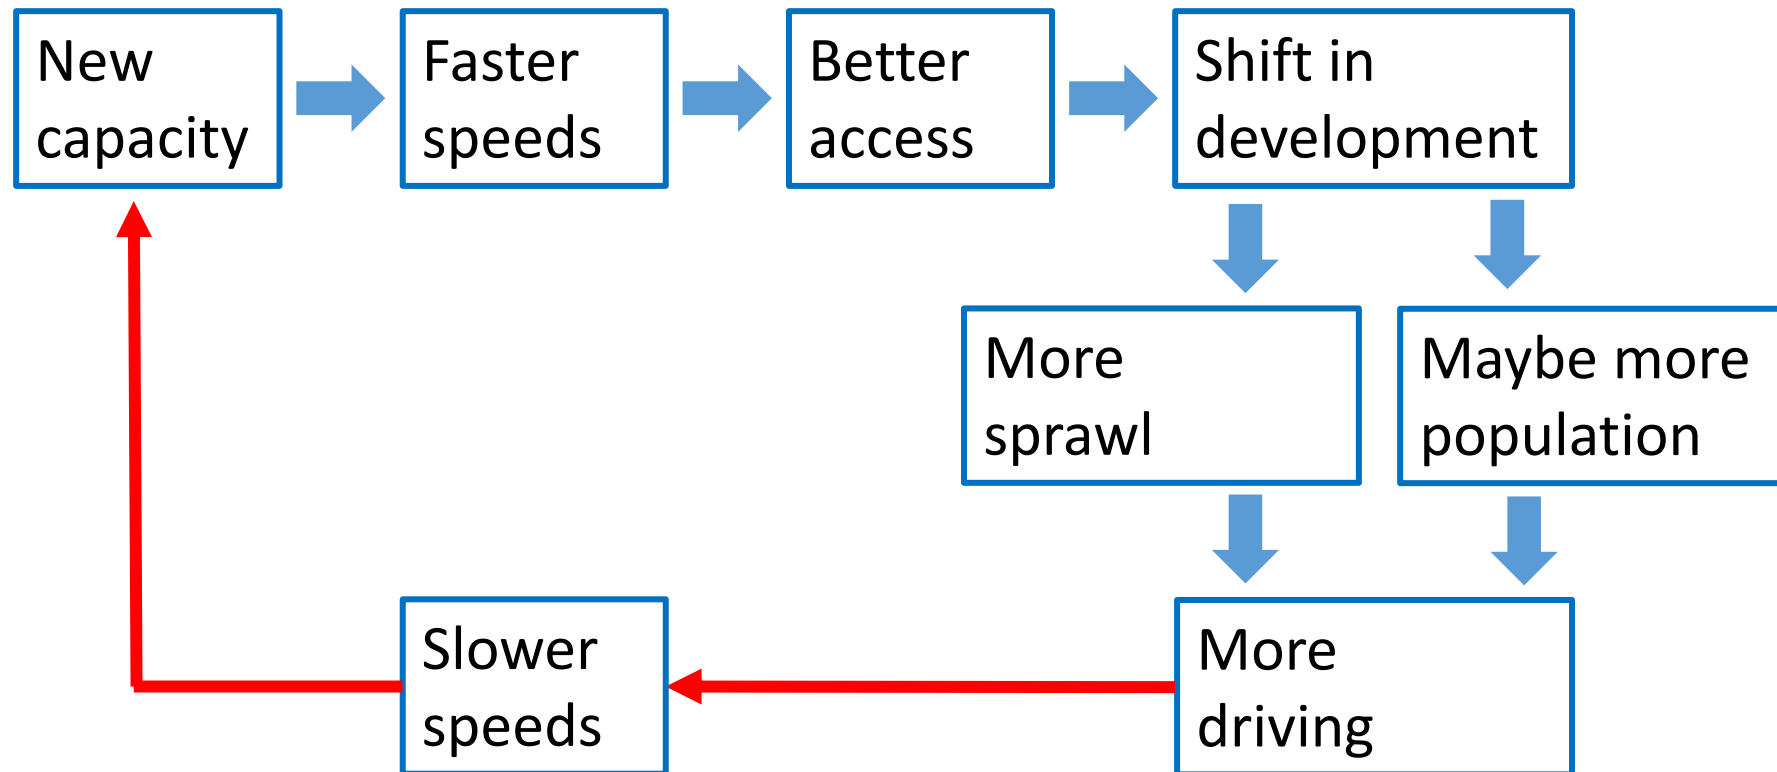 New
capacity
Faster
speeds
Better
access
Shift in
development
More
sprawl
Maybe more
population
Slower
speeds
More
driving